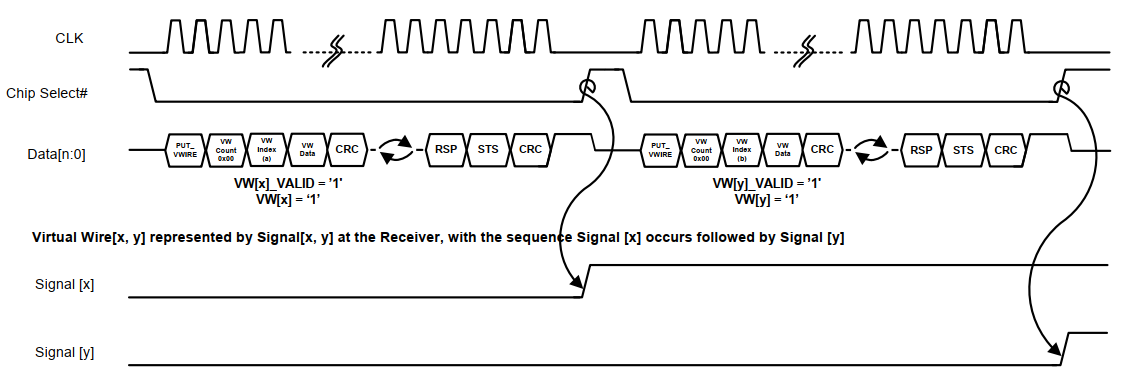 CLK
Chip Select#
Data[n:0]
PUT_
VWIRE
VW
Count
0x00
VW
Index
(a)
VW
Data
CRC
RSP
STS
CRC
PUT_
VWIRE
VW
Count
0x00
VW
Index
(b)
VW
Data
CRC
RSP
STS
CRC
VW[x]_VALID = '1'
VW[x] = ‘1’
VW[y]_VALID = '1'
VW[y] = ‘1’
Virtual Wire[x, y] represented by Signal[x, y] at the Receiver, with the sequence Signal [x] occurs followed by Signal [y]
Signal [x]
Signal [y]